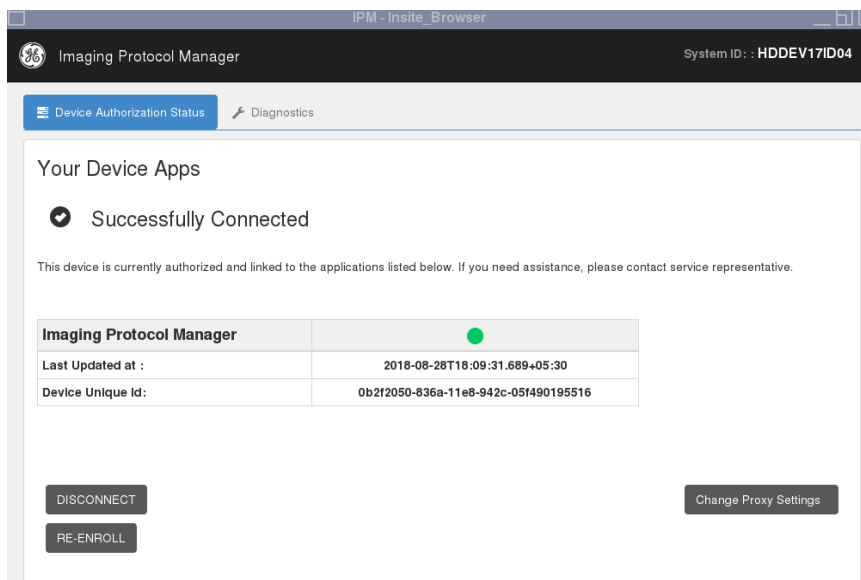 IPM - Insite_Browser
Imaging Protocol Manager
System ID: : HDDEV17ID04
Device Authorization Status
Diagnostics
Your Device Apps
Successfully Connected
This device is currently authorized and linked to the applications listed below. If you need assistance, please contact service representative.
Imaging Protocol Manager
Last Updated at : 2018-08-28T18:09:31.689+05:30
Device Unique Id: 0b2f2050-836a-11e8-942c-05f490195516
DISCONNECT
Change Proxy Settings
RE-ENROLL